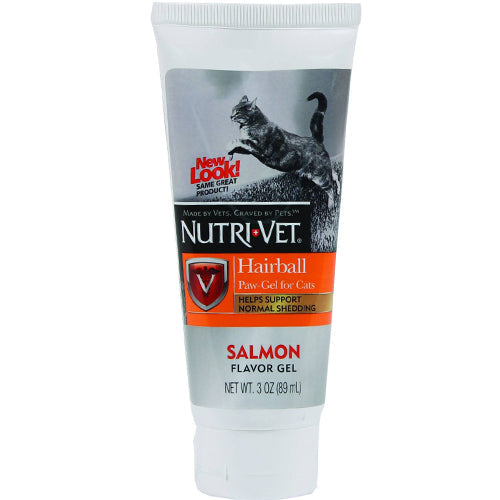 New
Look!
SAME GREAT
PRODUCT!
MADE BY VETS. CRAVED BY PETS.™
NUTRI+VET®
Hairball
Paw-Gel for Cats
V
HELPS SUPPORT
NORMAL SHEDDING
SALMON
FLAVOR GEL
NET WT. 3 OZ (89 mL)